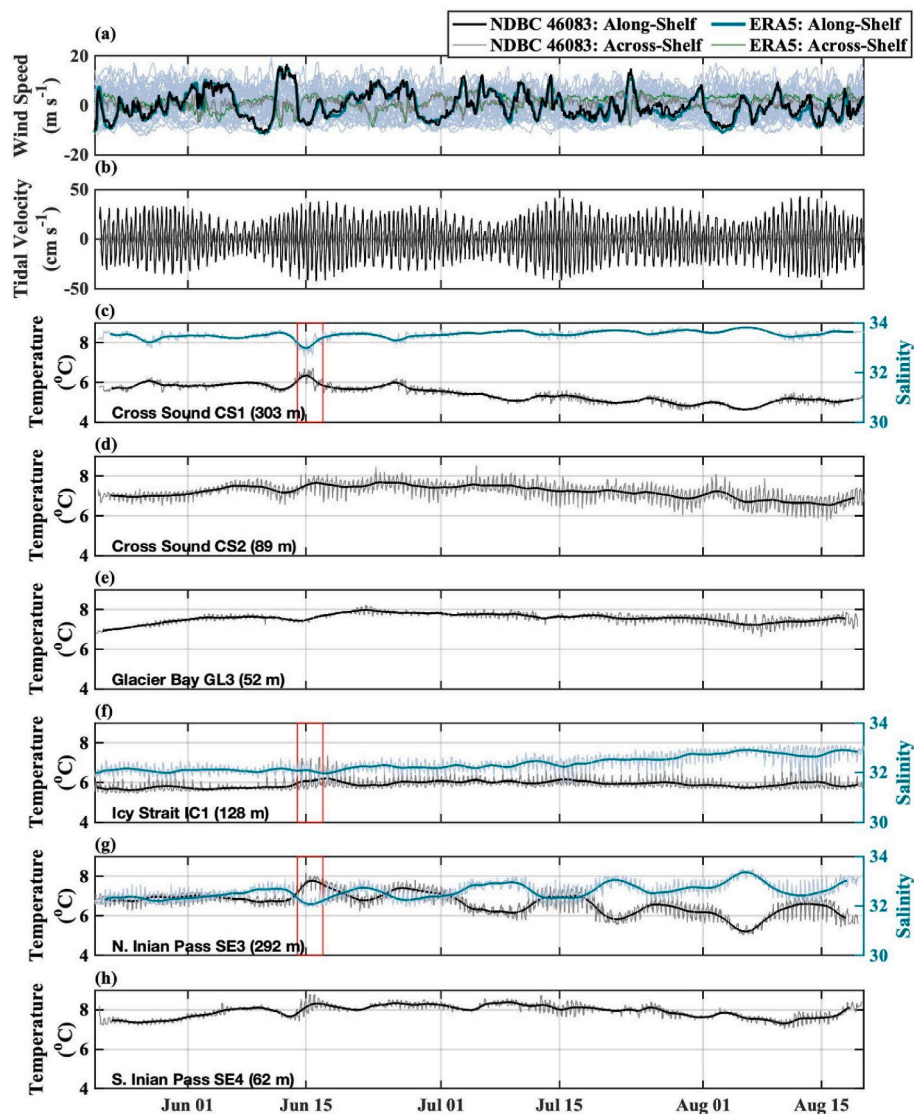 NDBC 46083: Along-Shelf ERA5: Along-Shelf
NDBC 46083: Across-Shelf ERA5: Across-Shelf
(a)
Wind Speed
(m s-1)
20
0
-20
(b)
Tidal Velocity
(cm s-1)
50
0
-50
(c)
Temperature
(°C)
8
6
4
34
32
30
Salinity
Cross Sound CS1 (303 m)
(d)
Temperature
(°C)
8
6
4
Cross Sound CS2 (89 m)
(e)
Temperature
(°C)
8
6
4
Glacier Bay GL3 (52 m)
(f)
Temperature
(°C)
8
6
4
34
32
30
Salinity
Icy Strait IC1 (128 m)
(g)
Temperature
(°C)
8
6
4
34
32
30
Salinity
N. Inian Pass SE3 (292 m)
(h)
Temperature
(°C)
8
6
4
S. Inian Pass SE4 (62 m)
Jun 01 Jun 15 Jul 01 Jul 15 Aug 01 Aug 15